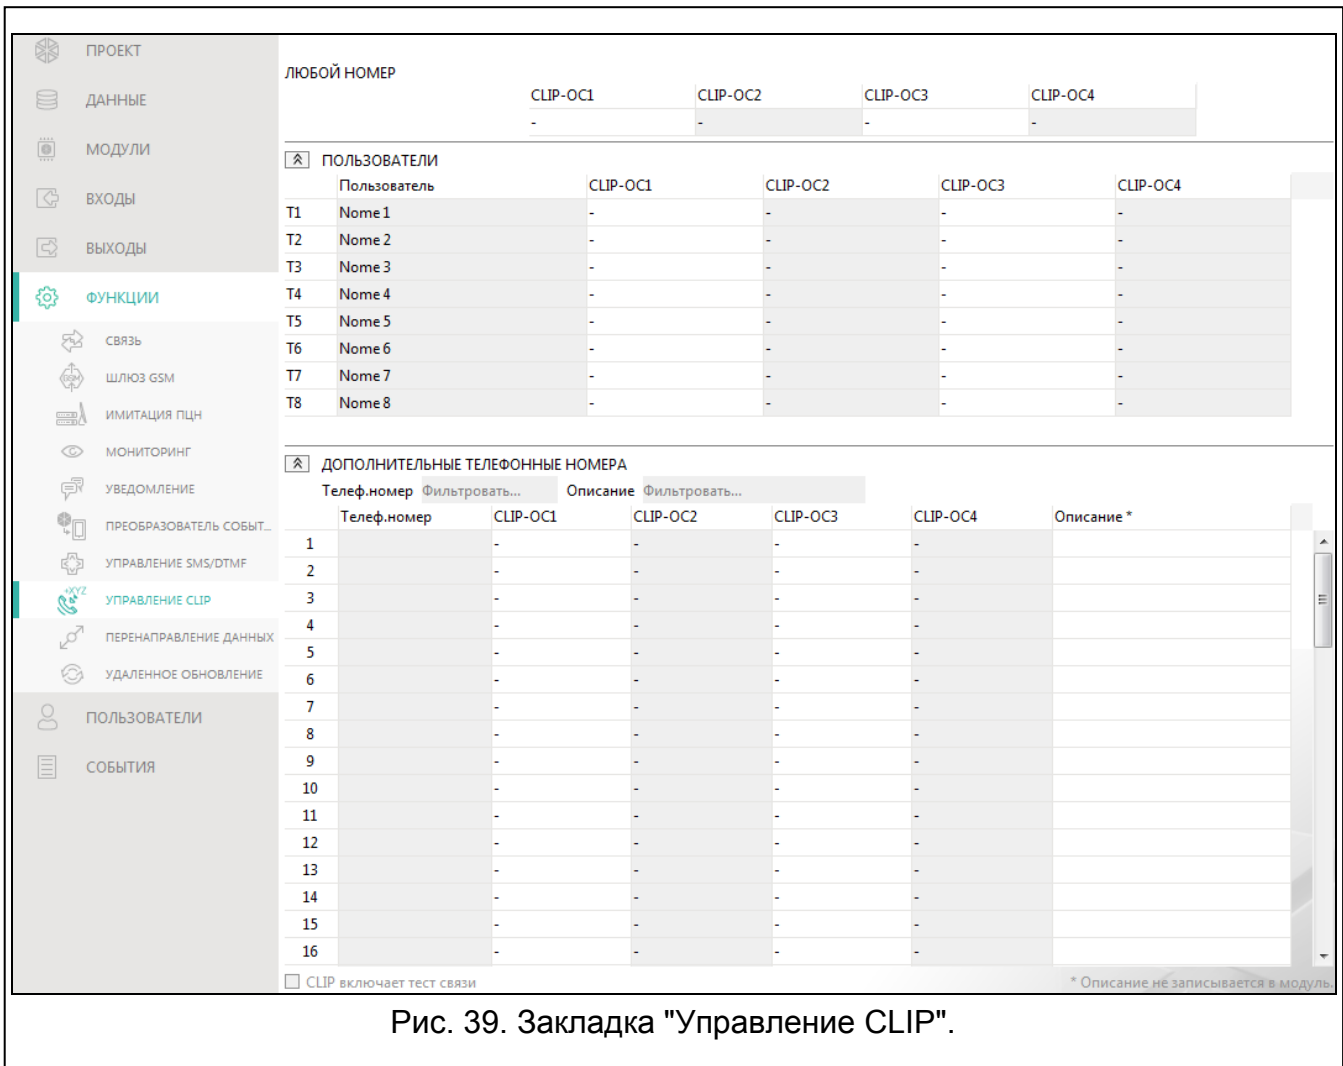 ПРОЕКТ
ДАННЫЕ
МОДУЛИ
ВХОДЫ
ВЫХОДЫ
ФУНКЦИИ
СВЯЗЬ
GSM
ШЛЮЗ GSM
ИМИТАЦИЯ ПЦН
МОНИТОРИНГ
УВЕДОМЛЕНИЕ
ПРЕОБРАЗОВАТЕЛЬ СОБЫТ...
УПРАВЛЕНИЕ SMS/DTMF
+XYZ
УПРАВЛЕНИЕ CLIP
ПЕРЕНАПРАВЛЕНИЕ ДАННЫХ
УДАЛЕННОЕ ОБНОВЛЕНИЕ
ПОЛЬЗОВАТЕЛИ
СОБЫТИЯ
ЛЮБОЙ НОМЕР
CLIP-OC1 CLIP-OC2 CLIP-OC3 CLIP-OC4
- - - -
ПОЛЬЗОВАТЕЛИ
Пользователь CLIP-OC1 CLIP-OC2 CLIP-OC3 CLIP-OC4
T1 Nome 1 - - - -
T2 Nome 2 - - - -
T3 Nome 3 - - - -
T4 Nome 4 - - - -
T5 Nome 5 - - - -
T6 Nome 6 - - - -
T7 Nome 7 - - - -
T8 Nome 8 - - - -
ДОПОЛНИТЕЛЬНЫЕ ТЕЛЕФОННЫЕ НОМЕРА
Телеф.номер Фильтровать... Описание Фильтровать...
Телеф.номер CLIP-OC1 CLIP-OC2 CLIP-OC3 CLIP-OC4 Описание *
1 - - - -
2 - - - -
3 - - - -
4 - - - -
5 - - - -
6 - - - -
7 - - - -
8 - - - -
9 - - - -
10 - - - -
11 - - - -
12 - - - -
13 - - - -
14 - - - -
15 - - - -
16 - - - -
CLIP включает тест связи * Описание не записывается в модуль.
Рис. 39. Закладка "Управление CLIP".